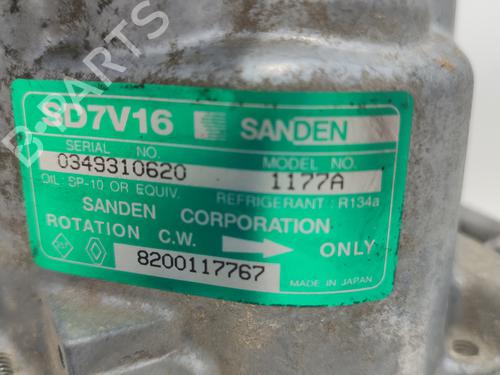 SD7V16 SANDEN
SERIAL NO. MODEL NO.
0349310620 1177A
OIL: SP-10 OR EQUIV. REFRIGERANT: R134a
SANDEN CORPORATION
ROTATION C.W. ONLY
8200117767
MADE IN JAPAN
B-PARTS